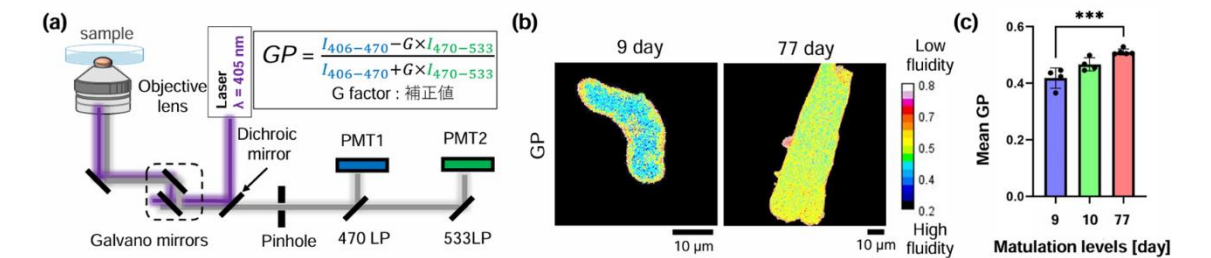 (a)
sample
Objective
lens
Laser
λ = 405 nm
GP = (I406−470−G×I470−533)/(I406−470+G×I470−533)
G factor : 補正値
Dichroic
mirror
PMT1
PMT2
Galvano mirrors
Pinhole
470 LP
533LP
(b)
9 day
77 day
GP
10 μm
10 μm
Low
fluidity
0.8
0.7
0.6
0.5
0.4
0.3
0.2
High
fluidity
(c)
***
Mean GP
0.6
0.4
0.2
0.0
9
10
77
Matulation levels [day]